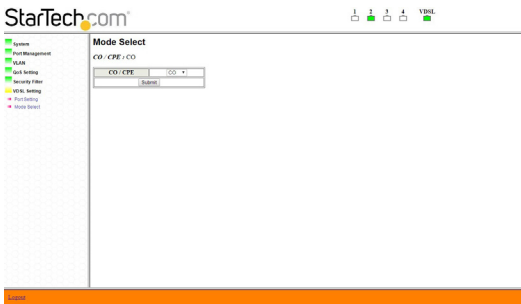 StarTech.com®
1 2 3 4 VDSL
System
Port Management
VLAN
QoS Setting
Security Filter
VDSL Setting
Port Setting
Mode Select
Mode Select
CO / CPE : CO
CO / CPE CO
Submit
Logout